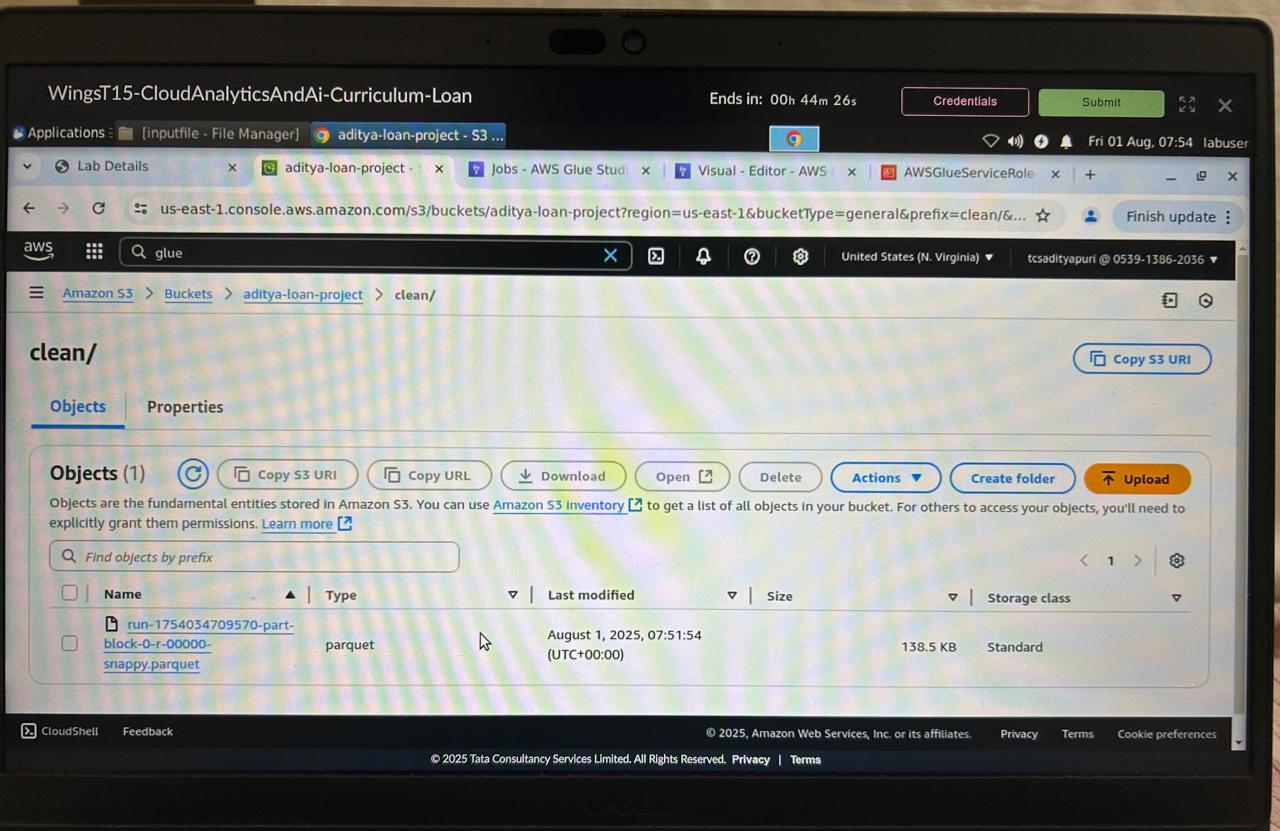 WingsT15-CloudAnalyticsAndAi-Curriculum-Loan
Ends in: 00h 44m 26s
Credentials
Submit
Applications
[inputfile - File Manager]
aditya-loan-project - S3 ...
Fri 01 Aug, 07:54 labuser
Lab Details
aditya-loan-project -
Jobs - AWS Glue Studi
Visual - Editor - AWS
AWSGlueServiceRole
us-east-1.console.aws.amazon.com/s3/buckets/aditya-loan-project?region=us-east-1&bucketType=general&prefix=clean/&...
Finish update
aws
glue
United States (N. Virginia)
tcsadityapuri @ 0539-1386-2036
Amazon S3 > Buckets > aditya-loan-project > clean/
clean/
Copy S3 URI
Objects
Properties
Objects (1)
Copy S3 URI
Copy URL
Download
Open
Delete
Actions
Create folder
Upload
Objects are the fundamental entities stored in Amazon S3. You can use Amazon S3 inventory to get a list of all objects in your bucket. For others to access your objects, you'll need to
explicitly grant them permissions. Learn more
Find objects by prefix
1
Name
Type
Last modified
Size
Storage class
run-1754034709570-part-
block-0-r-00000-
snappy.parquet
parquet
August 1, 2025, 07:51:54
(UTC+00:00)
138.5 KB
Standard
CloudShell
Feedback
© 2025, Amazon Web Services, Inc. or its affiliates.
Privacy
Terms
Cookie preferences
© 2025 Tata Consultancy Services Limited. All Rights Reserved. Privacy | Terms
DELL